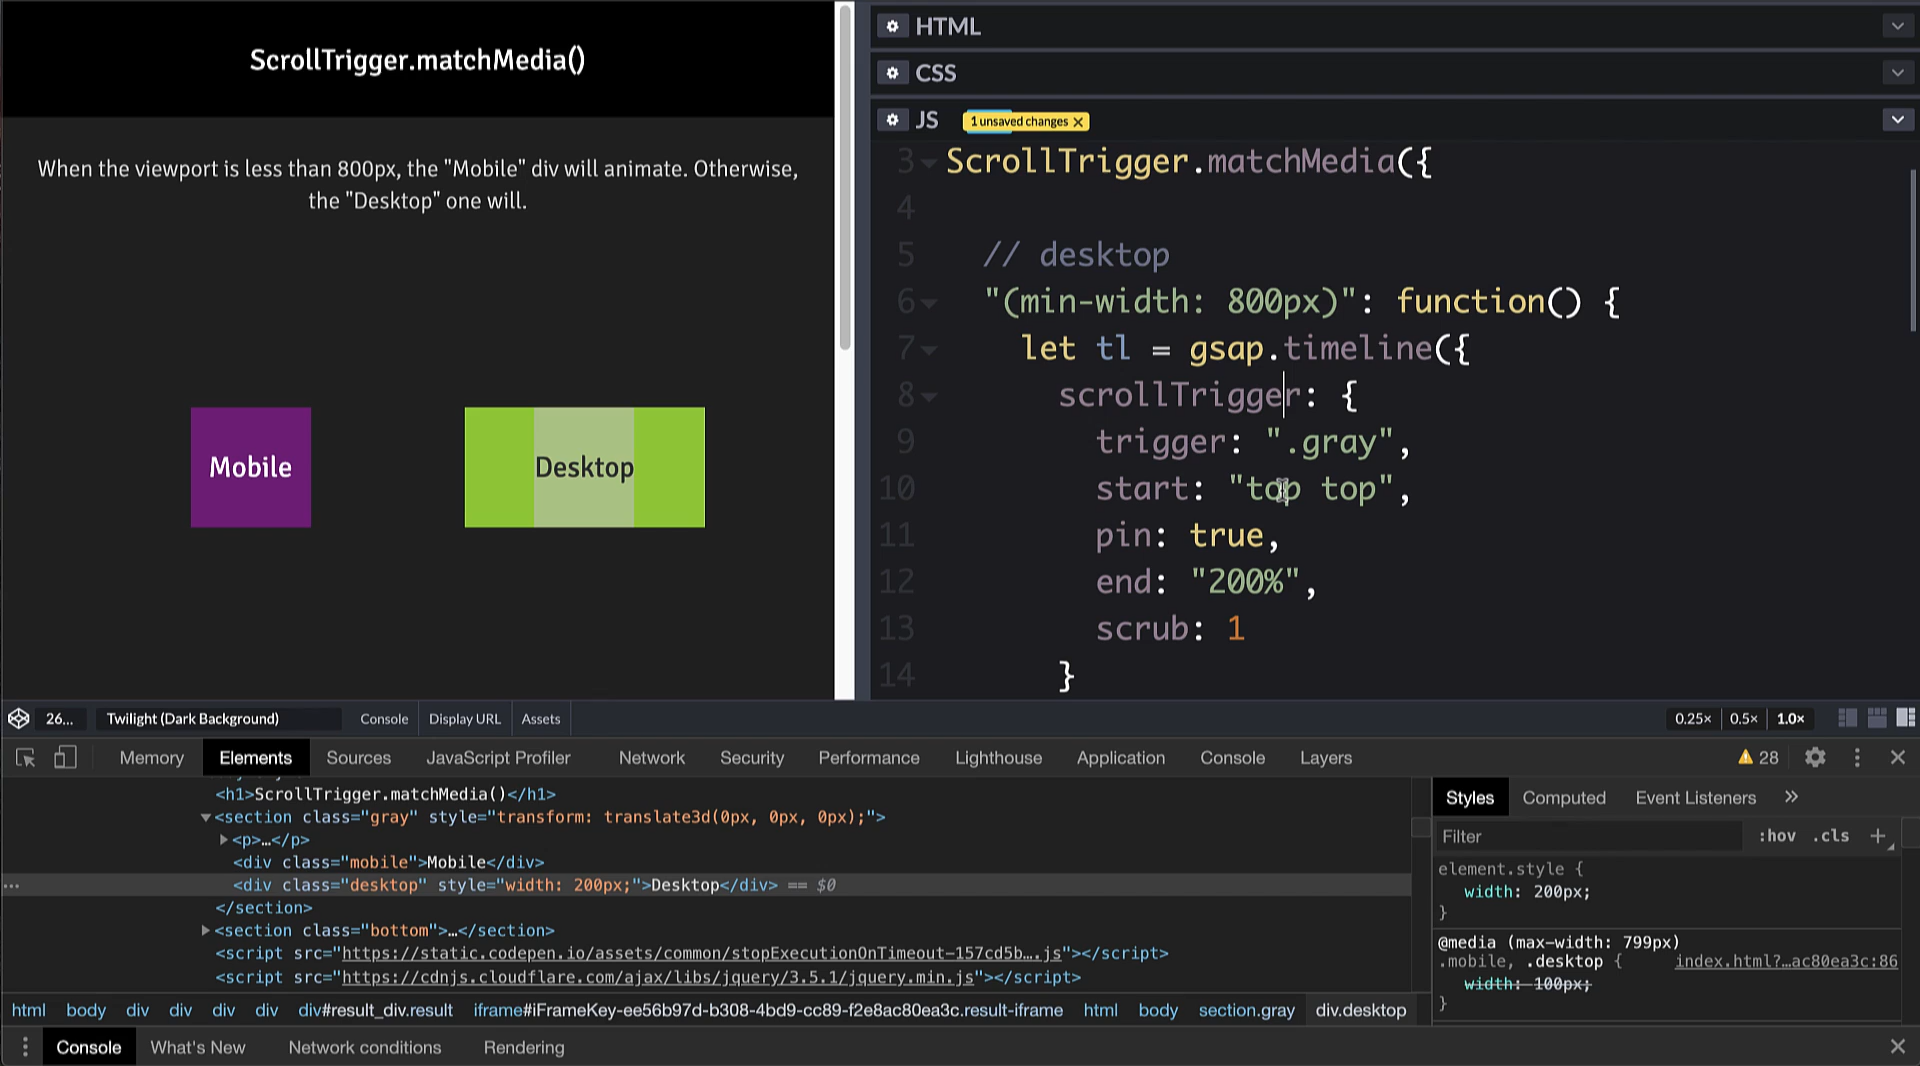 ScrollTrigger.matchMedia()
When the viewport is less than 800px, the "Mobile" div will animate. Otherwise,
the "Desktop" one will.
Mobile
Desktop
HTML
CSS
JS 1 unsaved changes ×
3 ScrollTrigger.matchMedia({
4
5 // desktop
6 "(min-width: 800px)": function() {
7 let tl = gsap.timeline({
8 scrollTrigger: {
9 trigger: ".gray",
10 start: "top top",
11 pin: true,
12 end: "200%",
13 scrub: 1
14 }
26... Twilight (Dark Background) Console Display URL Assets 0.25× 0.5× 1.0×
Memory Elements Sources JavaScript Profiler Network Security Performance Lighthouse Application Console Layers 28
<h1>ScrollTrigger.matchMedia()</h1>
<section class="gray" style="transform: translate3d(0px, 0px, 0px);">
<p>…</p>
<div class="mobile">Mobile</div>
<div class="desktop" style="width: 200px;">Desktop</div> == $0
</section>
<section class="bottom">…</section>
<script src="https://static.codepen.io/assets/common/stopExecutionOnTimeout-157cd5b….js"></script>
<script src="https://cdnjs.cloudflare.com/ajax/libs/jquery/3.5.1/jquery.min.js"></script>
html body div div div div div#result_div.result iframe#iFrameKey-ee56b97d-b308-4bd9-cc89-f2e8ac80ea3c.result-iframe html body section.gray div.desktop
Styles Computed Event Listeners »
Filter :hov .cls +
element.style {
width: 200px;
}
@media (max-width: 799px)
.mobile, .desktop { index.html?…ac80ea3c:86
width: 100px;
}
Console What's New Network conditions Rendering